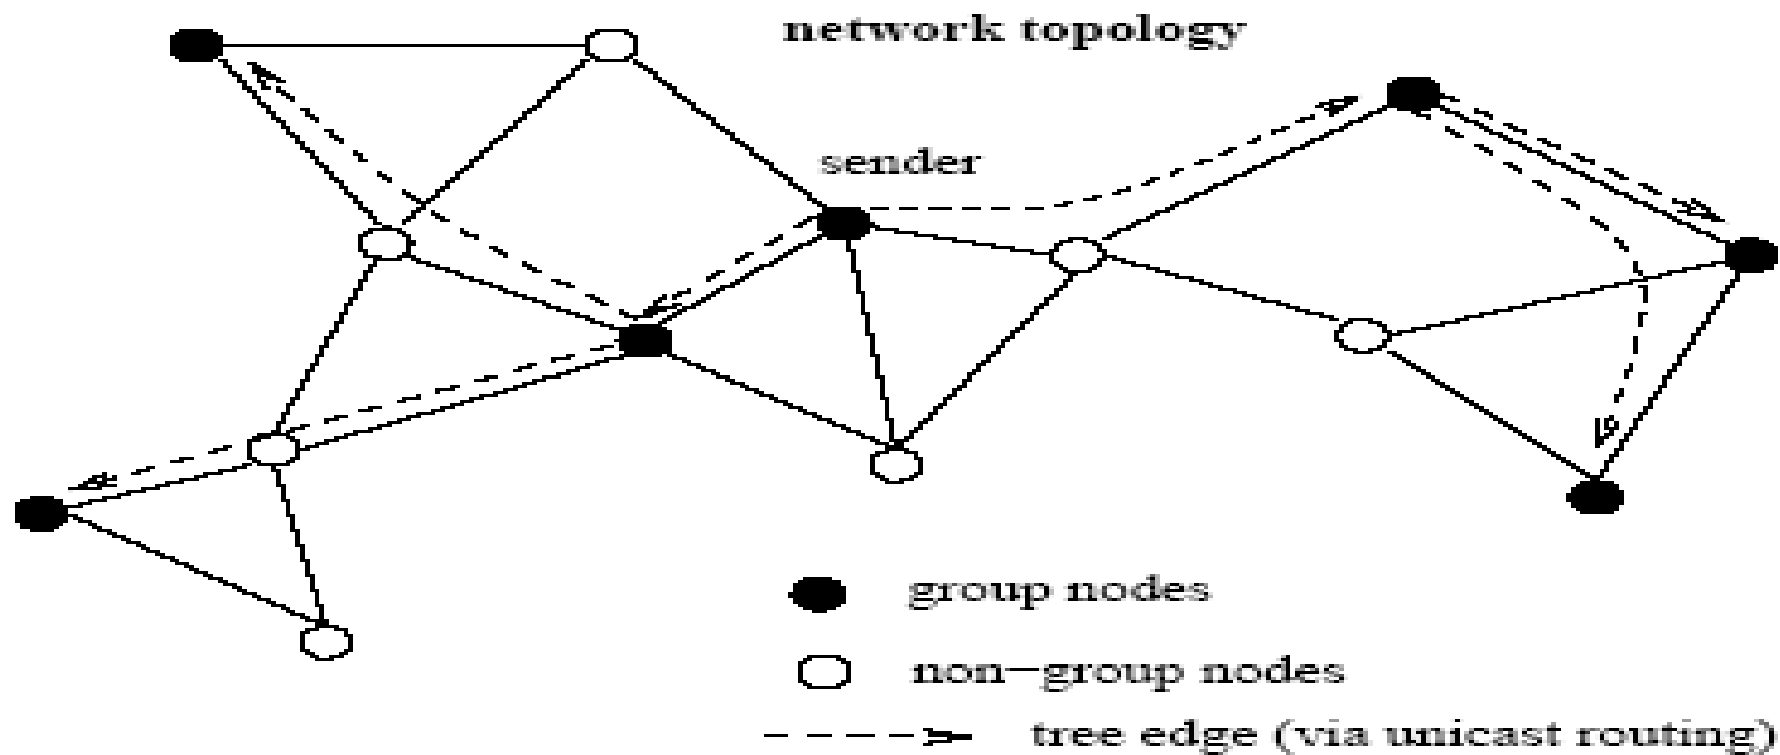 network topology
sender
group nodes
non-group nodes
tree edge (via unicast routing)